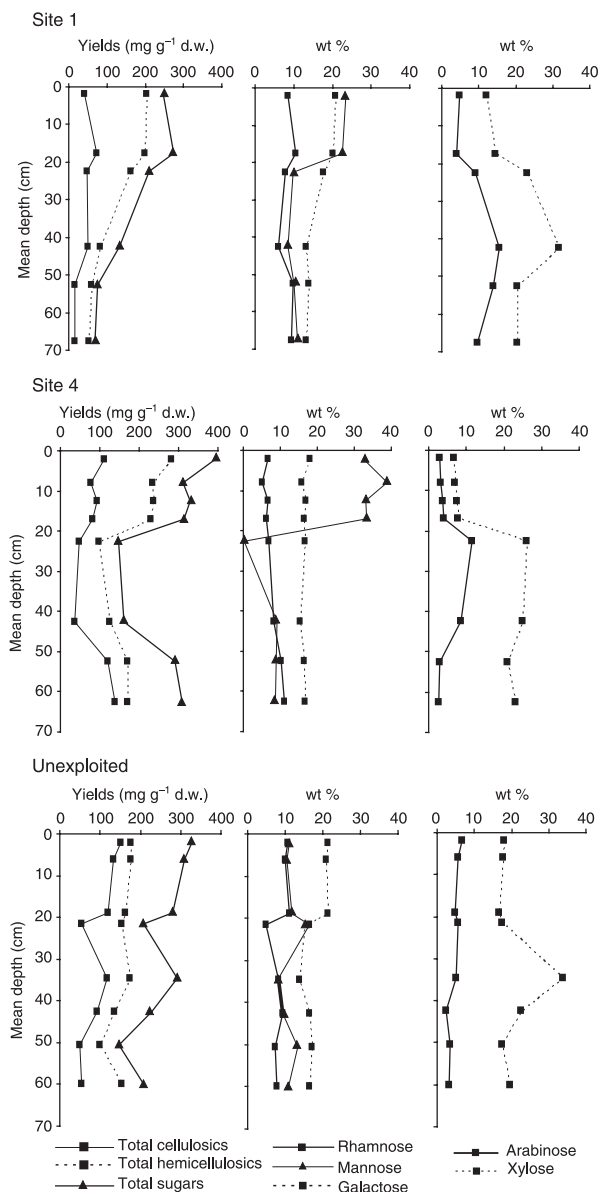 Site 1
Yields (mg g⁻¹ d.w.) wt % wt %
0 100 200 300 400 0 10 20 30 40 0 10 20 30 40
0
10
20
30
40
50
60
70
Mean depth (cm)
Site 4
Yields (mg g⁻¹ d.w.) wt % wt %
0 100 200 300 400 0 10 20 30 40 0 10 20 30 40
0
10
20
30
40
50
60
70
Mean depth (cm)
Unexploited
Yields (mg g⁻¹ d.w.) wt % wt %
0 100 200 300 400 0 10 20 30 40 0 10 20 30 40
0
10
20
30
40
50
60
70
Mean depth (cm)
Total cellulosics Rhamnose Arabinose
Total hemicellulosics Mannose Xylose
Total sugars Galactose